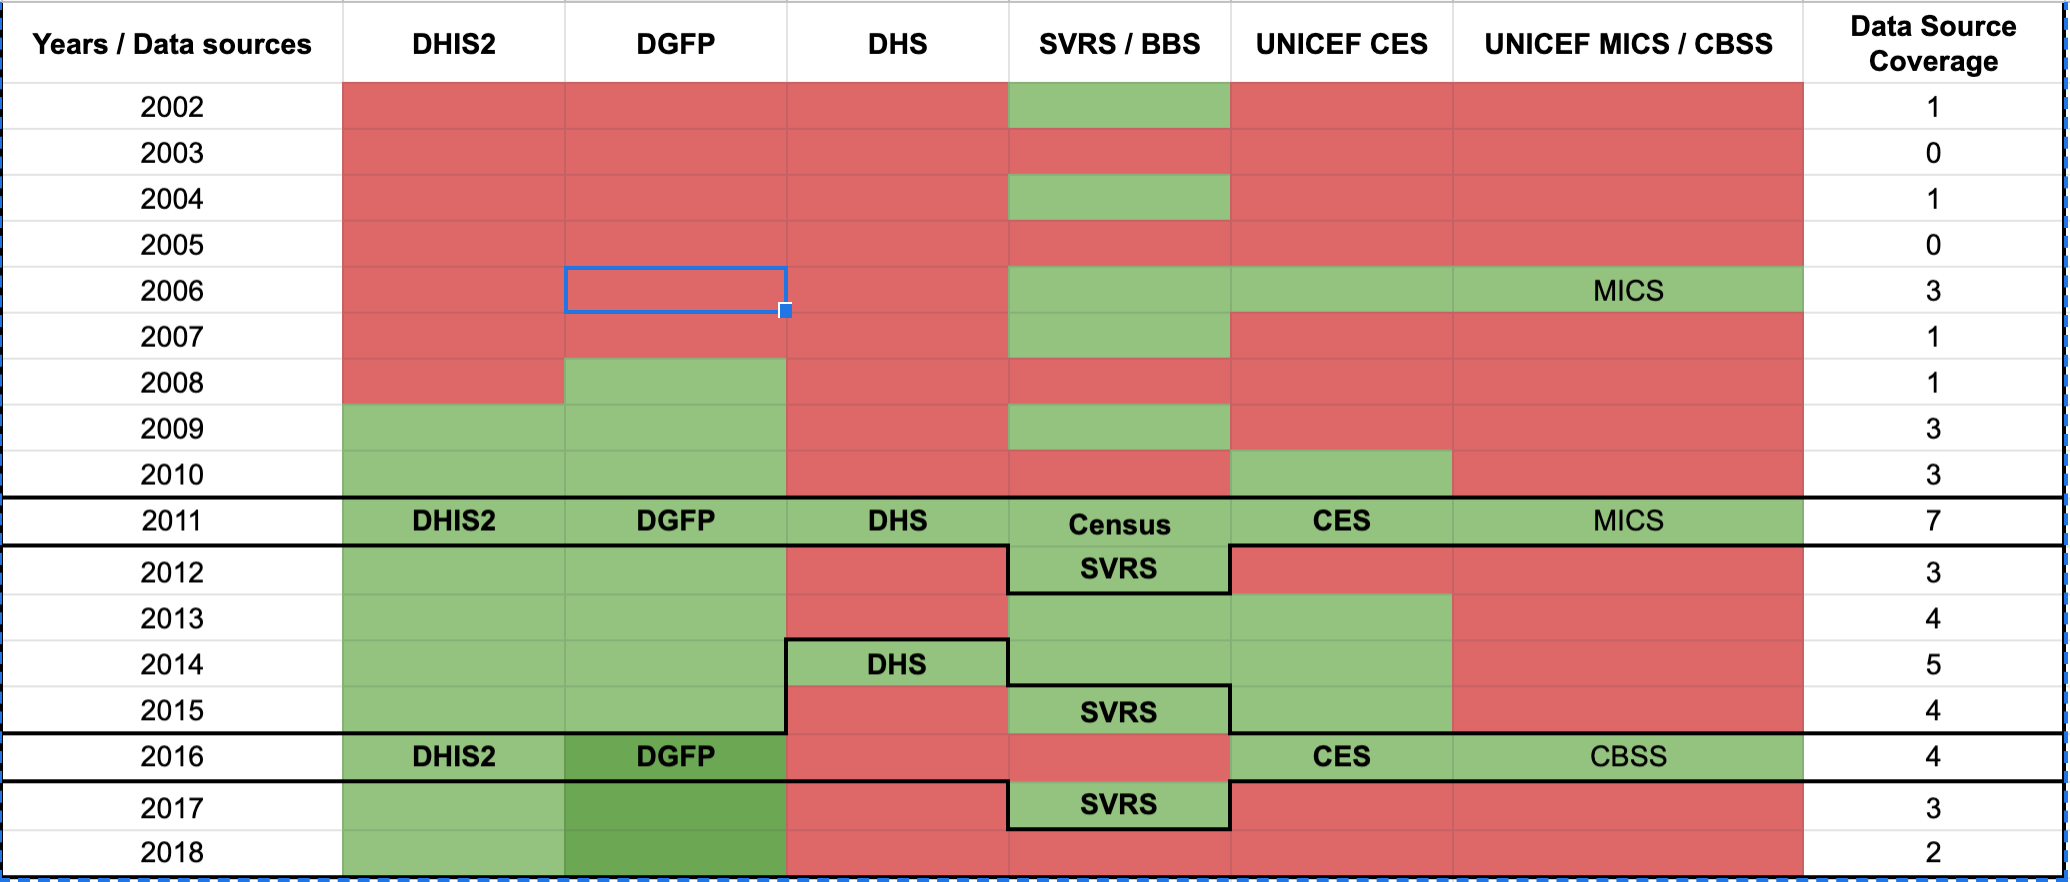 Years / Data sources DHIS2 DGFP DHS SVRS / BBS UNICEF CES UNICEF MICS / CBSS Data Source Coverage
2002 1
2003 0
2004 1
2005 0
2006 MICS 3
2007 1
2008 1
2009 3
2010 3
2011 DHIS2 DGFP DHS Census CES MICS 7
2012 SVRS 3
2013 4
2014 DHS 5
2015 SVRS 4
2016 DHIS2 DGFP CES CBSS 4
2017 SVRS 3
2018 2